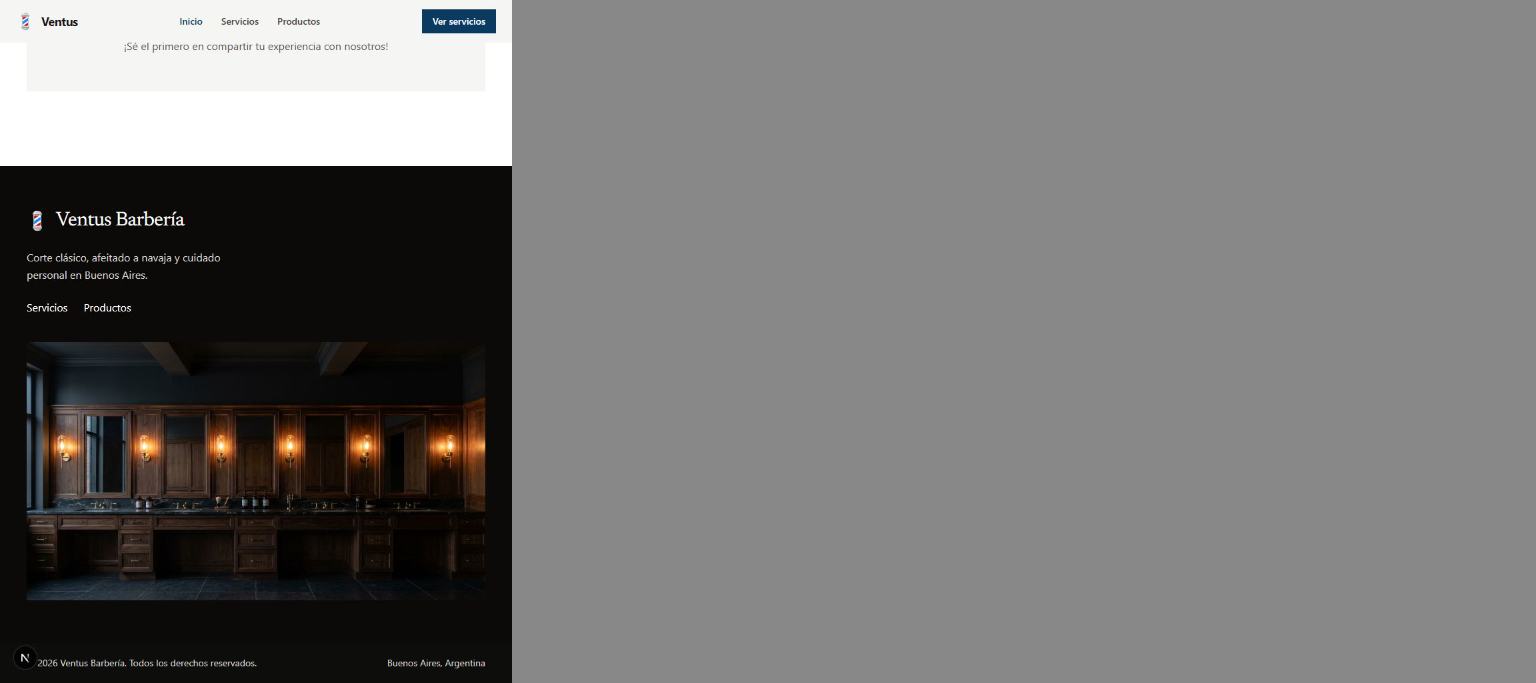 Ventus
Inicio
Servicios
Productos
Ver servicios
¡Sé el primero en compartir tu experiencia con nosotros!
Ventus Barbería
Corte clásico, afeitado a navaja y cuidado
personal en Buenos Aires.
Servicios
Productos
N
2026 Ventus Barbería. Todos los derechos reservados.
Buenos Aires, Argentina